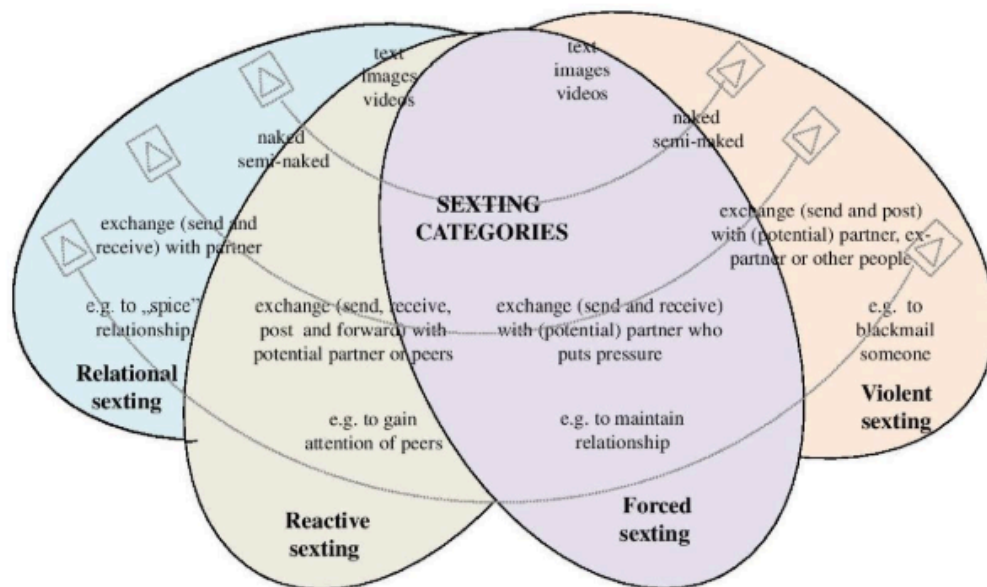 text
images
videos
text
images
videos
naked
semi-naked
naked
semi-naked
SEXTING
CATEGORIES
exchange (send and
receive) with partner
exchange (send and post)
with (potential) partner, ex-
partner or other people
e.g. to „spice”
relationship
exchange (send, receive,
post and forward) with
potential partner or peers
exchange (send and receive)
with (potential) partner who
puts pressure
e.g. to
blackmail
someone
Relational
sexting
Violent
sexting
e.g. to gain
attention of peers
e.g. to maintain
relationship
Reactive
sexting
Forced
sexting